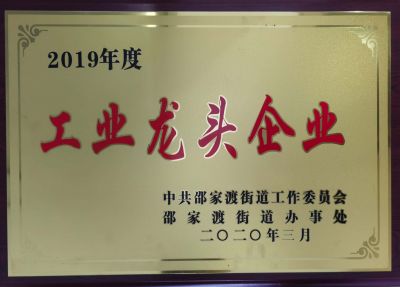 2019年度
工业龙头企业
中共邵家渡街道工作委员会
邵家渡街道办事处
二〇二〇年三月